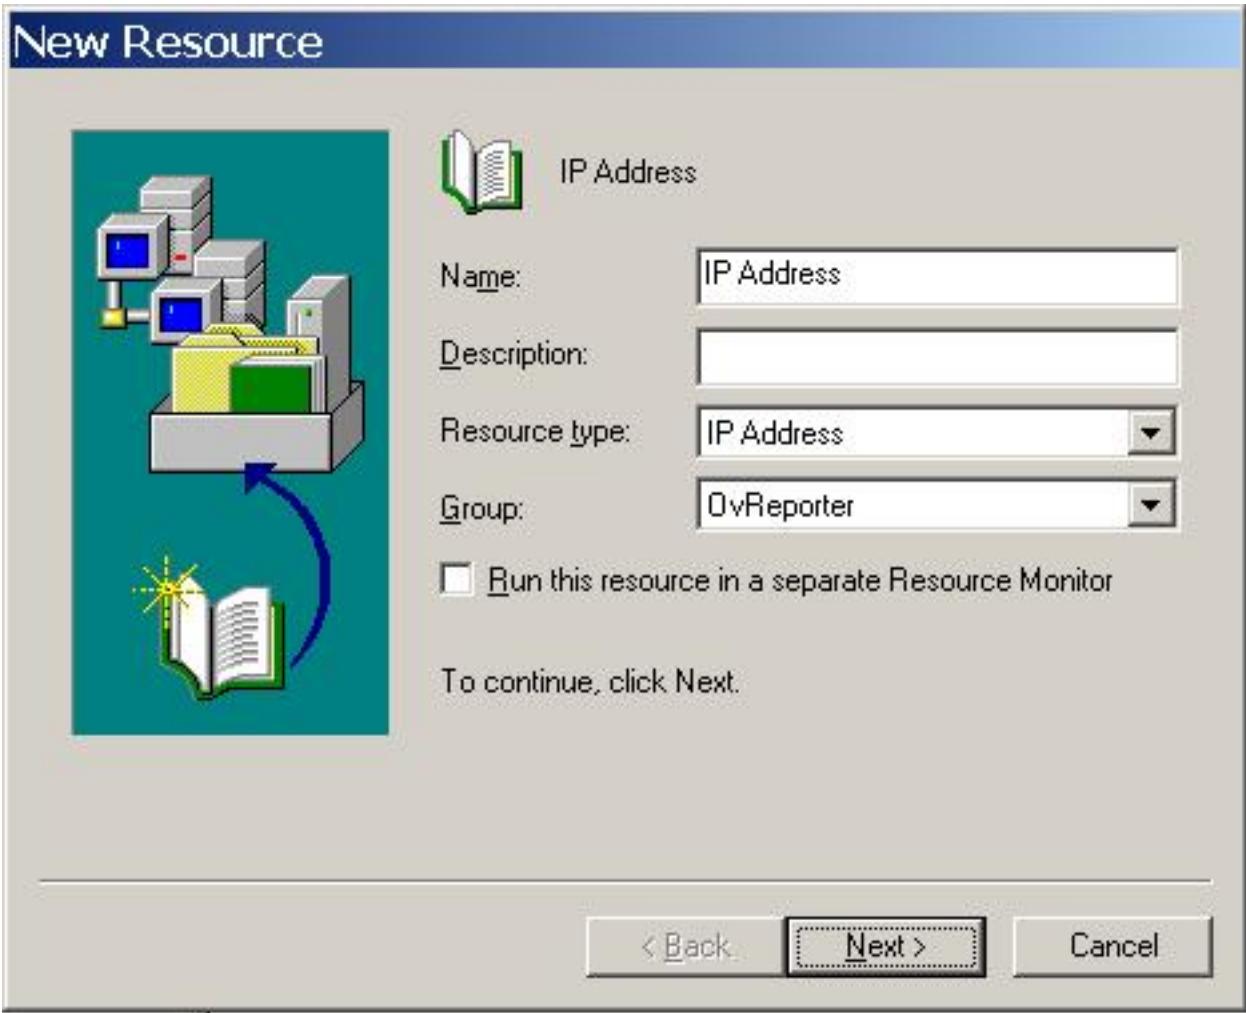 New Resource
IP Address
Name: IP Address
Description:
Resource type: IP Address
Group: OvReporter
Run this resource in a separate Resource Monitor
To continue, click Next.
< Back Next > Cancel